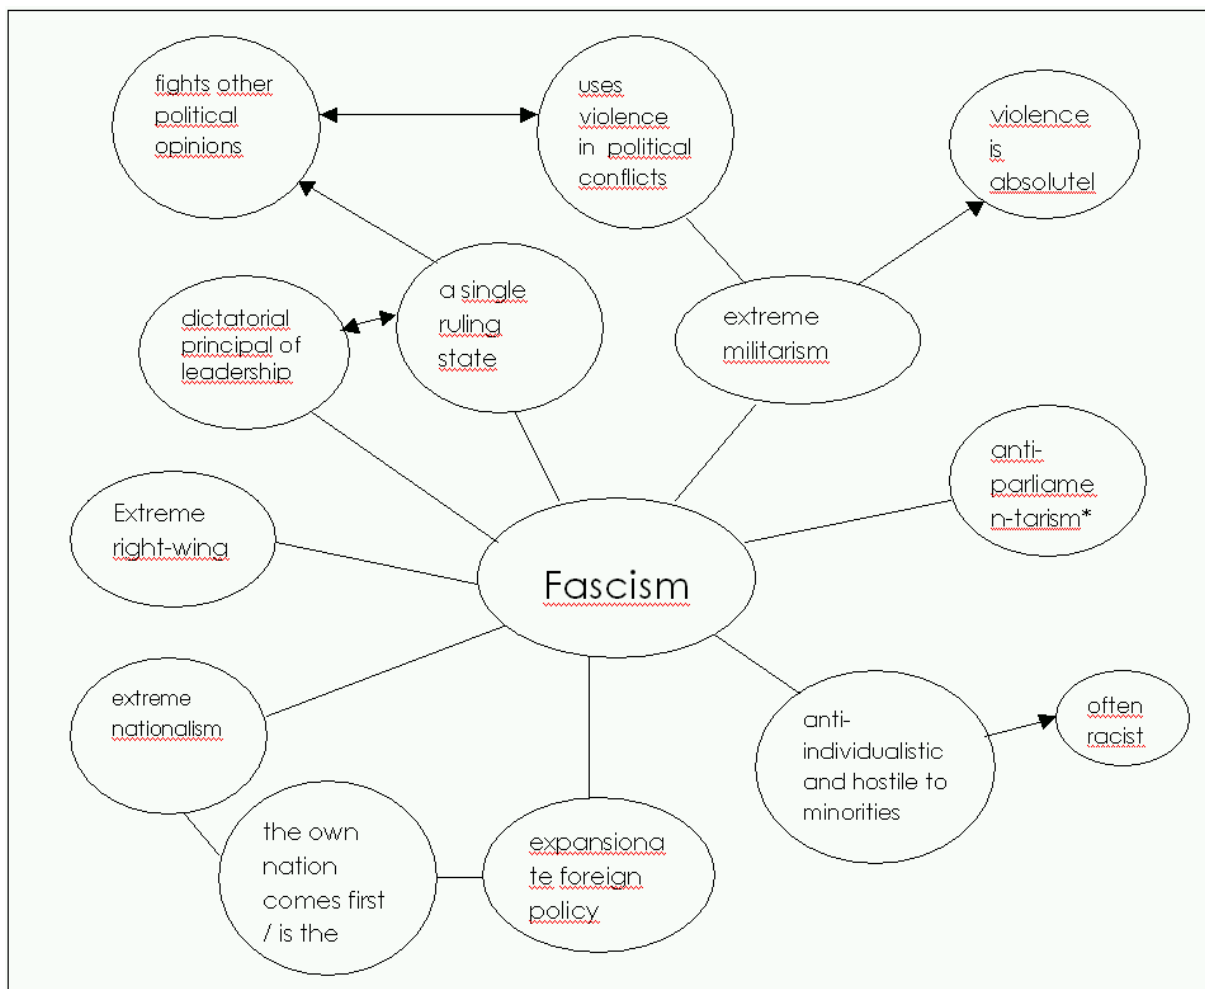 fights other
political
opinions
uses
violence
in political
conflicts
violence
is
absolutel
dictatorial
principal of
leadership
a single
ruling
state
extreme
militarism
anti-
parliame
n-tarism*
Extreme
right-wing
Fascism
extreme
nationalism
anti-
individualistic
and hostile to
minorities
often
racist
the own
nation
comes first
/ is the
expansiona
te foreign
policy